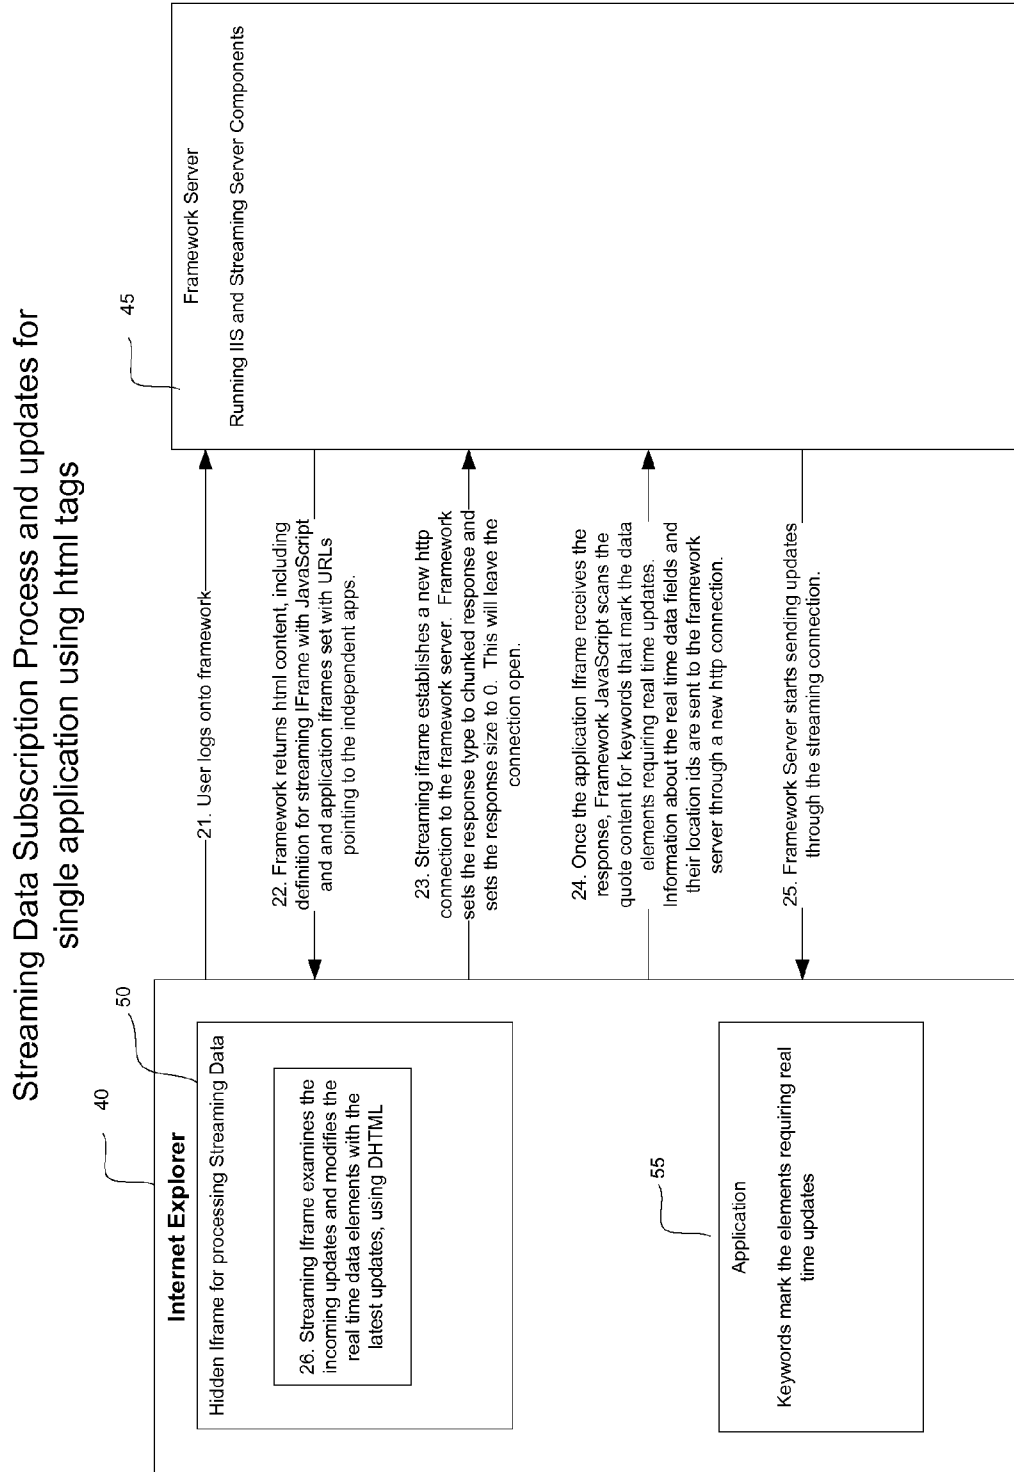 Streaming Data Subscription Process and updates for
single application using html tags
40
Internet Explorer
50
Hidden Iframe for processing Streaming Data
26. Streaming Iframe examines the
incoming updates and modifies the
real time data elements with the
latest updates, using DHTML
55
Application
Keywords mark the elements requiring real
time updates
21. User logs onto framework
22. Framework returns html content, including
definition for streaming IFrame with JavaScript
and and application iframes set with URLs
pointing to the independent apps.
23. Streaming iframe establishes a new http
connection to the framework server. Framework
sets the response type to chunked response and
sets the response size to 0. This will leave the
connection open.
24. Once the application Iframe receives the
response, Framework JavaScript scans the
quote content for keywords that mark the data
elements requiring real time updates.
Information about the real time data fields and
their location ids are sent to the framework
server through a new http connection.
25. Framework Server starts sending updates
through the streaming connection.
45
Framework Server
Running IIS and Streaming Server Components